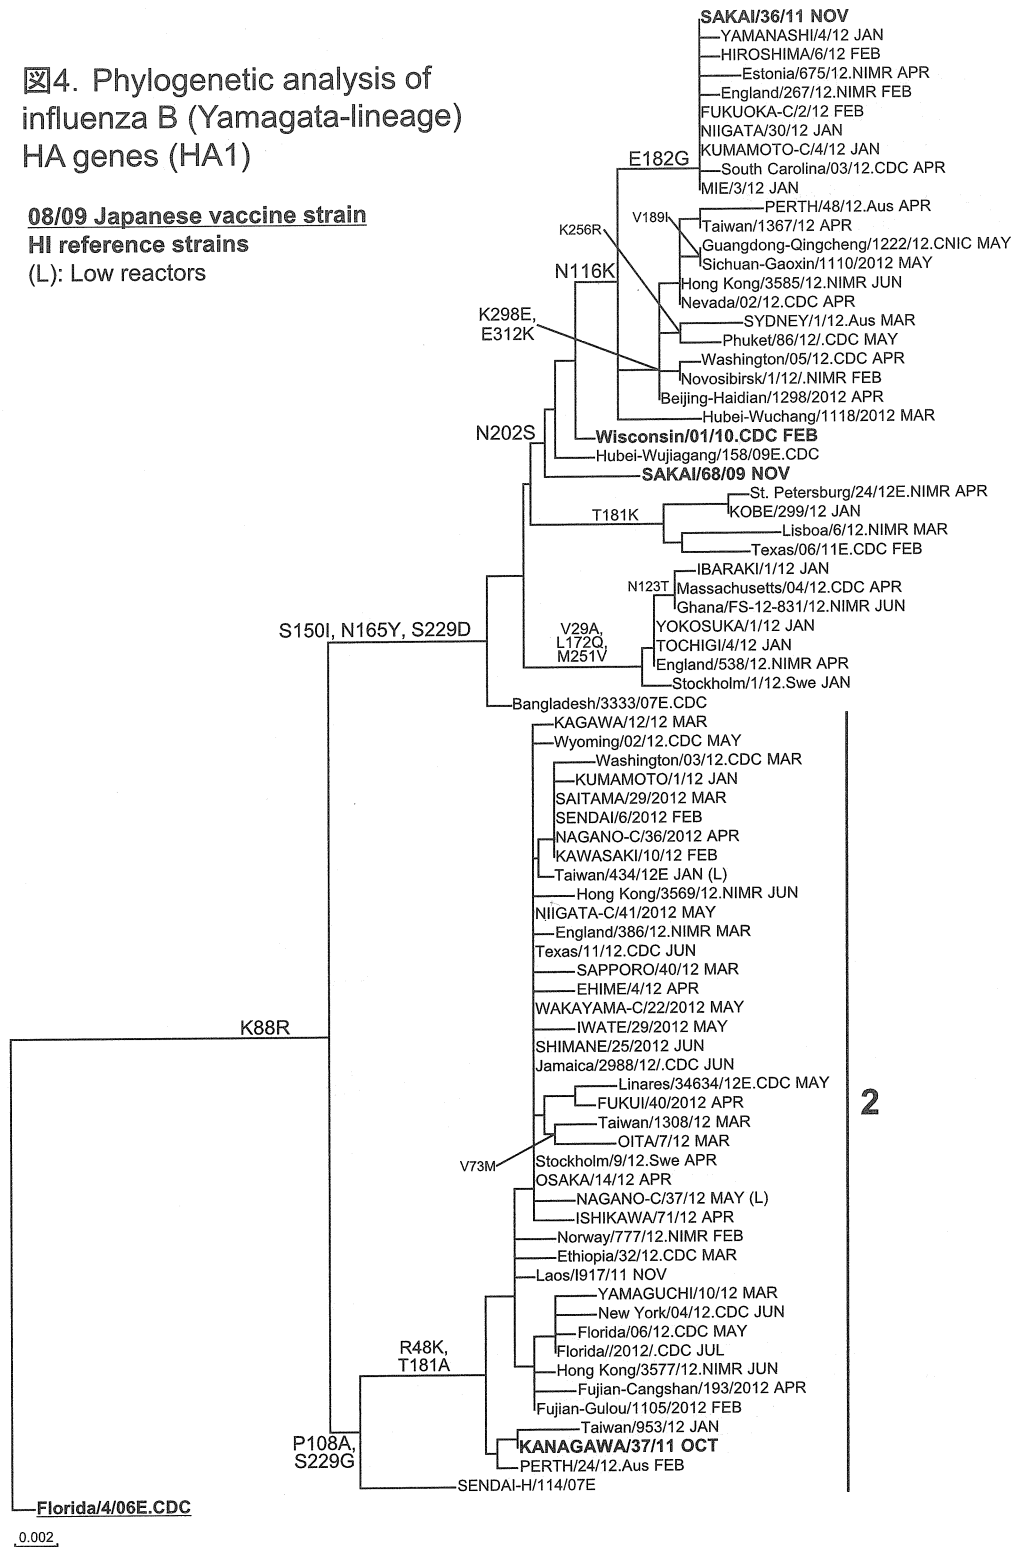 図4. Phylogenetic analysis of
influenza B (Yamagata-lineage)
HA genes (HA1)
08/09 Japanese vaccine strain
HI reference strains
(L): Low reactors
SAKAI/36/11 NOV
YAMANASHI/4/12 JAN
HIROSHIMA/6/12 FEB
Estonia/675/12.NIMR APR
England/267/12.NIMR FEB
FUKUOKA-C/2/12 FEB
NIIGATA/30/12 JAN
KUMAMOTO-C/4/12 JAN
E182G
South Carolina/03/12.CDC APR
MIE/3/12 JAN
PERTH/48/12.Aus APR
V189I
Taiwan/1367/12 APR
K256R
Guangdong-Qingcheng/1222/12.CNIC MAY
Sichuan-Gaoxin/1110/2012 MAY
N116K
Hong Kong/3585/12.NIMR JUN
Nevada/02/12.CDC APR
K298E,
E312K
SYDNEY/1/12.Aus MAR
Phuket/86/12/.CDC MAY
Washington/05/12.CDC APR
Novosibirsk/1/12/.NIMR FEB
Beijing-Haidian/1298/2012 APR
Hubei-Wuchang/1118/2012 MAR
N202S
Wisconsin/01/10.CDC FEB
Hubei-Wujiagang/158/09E.CDC
SAKAI/68/09 NOV
St. Petersburg/24/12E.NIMR APR
T181K
KOBE/299/12 JAN
Lisboa/6/12.NIMR MAR
Texas/06/11E.CDC FEB
IBARAKI/1/12 JAN
N123T
Massachusetts/04/12.CDC APR
Ghana/FS-12-831/12.NIMR JUN
S150I, N165Y, S229D
V29A,
L172Q,
M251V
YOKOSUKA/1/12 JAN
TOCHIGI/4/12 JAN
England/538/12.NIMR APR
Stockholm/1/12.Swe JAN
Bangladesh/3333/07E.CDC
KAGAWA/12/12 MAR
Wyoming/02/12.CDC MAY
Washington/03/12.CDC MAR
KUMAMOTO/1/12 JAN
SAITAMA/29/2012 MAR
SENDAI/6/2012 FEB
NAGANO-C/36/2012 APR
KAWASAKI/10/12 FEB
Taiwan/434/12E JAN (L)
Hong Kong/3569/12.NIMR JUN
NIIGATA-C/41/2012 MAY
England/386/12.NIMR MAR
Texas/11/12.CDC JUN
SAPPORO/40/12 MAR
EHIME/4/12 APR
WAKAYAMA-C/22/2012 MAY
K88R
IWATE/29/2012 MAY
SHIMANE/25/2012 JUN
Jamaica/2988/12/.CDC JUN
Linares/34634/12E.CDC MAY
FUKUI/40/2012 APR
2
Taiwan/1308/12 MAR
OITA/7/12 MAR
V73M
Stockholm/9/12.Swe APR
OSAKA/14/12 APR
NAGANO-C/37/12 MAY (L)
ISHIKAWA/71/12 APR
Norway/777/12.NIMR FEB
Ethiopia/32/12.CDC MAR
Laos/I917/11 NOV
YAMAGUCHI/10/12 MAR
New York/04/12.CDC JUN
Florida/06/12.CDC MAY
R48K,
T181A
Florida//2012/.CDC JUL
Hong Kong/3577/12.NIMR JUN
Fujian-Cangshan/193/2012 APR
Fujian-Gulou/1105/2012 FEB
Taiwan/953/12 JAN
P108A,
S229G
KANAGAWA/37/11 OCT
PERTH/24/12.Aus FEB
SENDAI-H/114/07E
Florida/4/06E.CDC
0.002